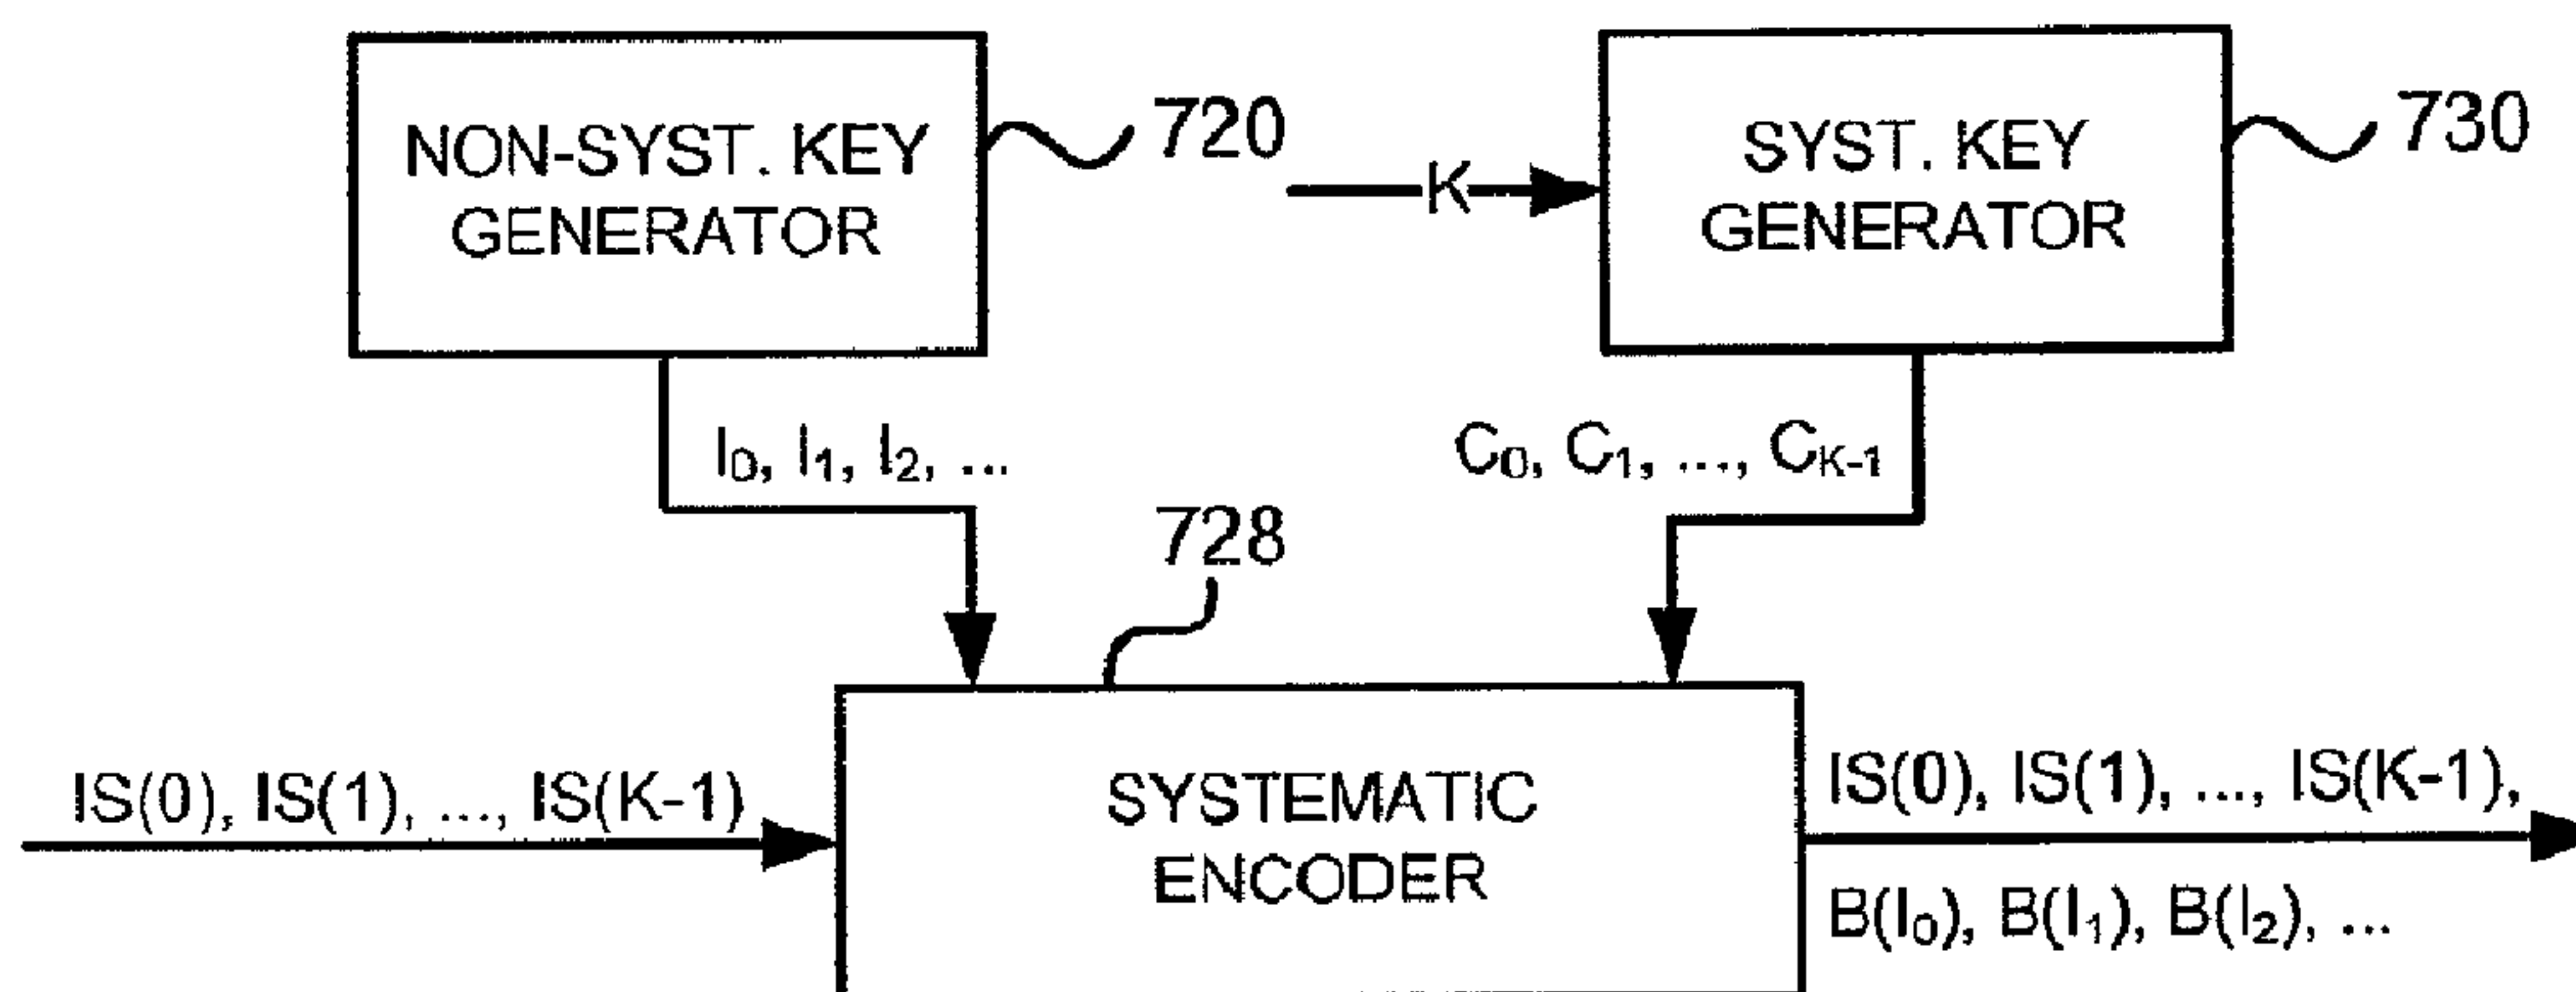 NON-SYST. KEY
GENERATOR
720
K
SYST. KEY
GENERATOR
730
I₀, I₁, I₂, ...
C₀, C₁, ..., C_K-1
728
IS(0), IS(1), ..., IS(K-1)
SYSTEMATIC
ENCODER
IS(0), IS(1), ..., IS(K-1),
B(I₀), B(I₁), B(I₂), ...